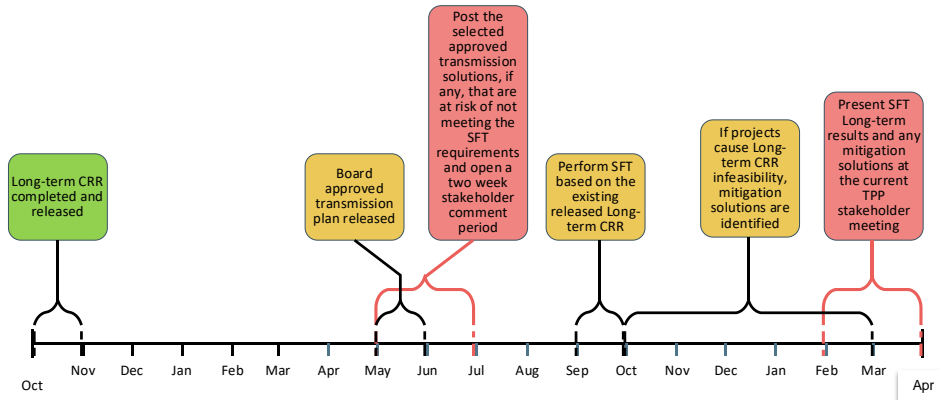 Long-term CRR
completed and
released
Board
approved
transmission
plan released
Post the
selected
approved
transmission
solutions, if
any, that are
at risk of not
meeting the
SFT
requirements
and open a
two week
stakeholder
comment
period
Perform SFT
based on the
existing
released Long-
term CRR
If projects
cause Long-
term CRR
infeasibility,
mitigation
solutions are
identified
Present SFT
Long-term
results and any
mitigation
solutions at
the current
TPP
stakeholder
meeting
Oct
Nov
Dec
Jan
Feb
Mar
Apr
May
Jun
Jul
Aug
Sep
Oct
Nov
Dec
Jan
Feb
Mar
Apr